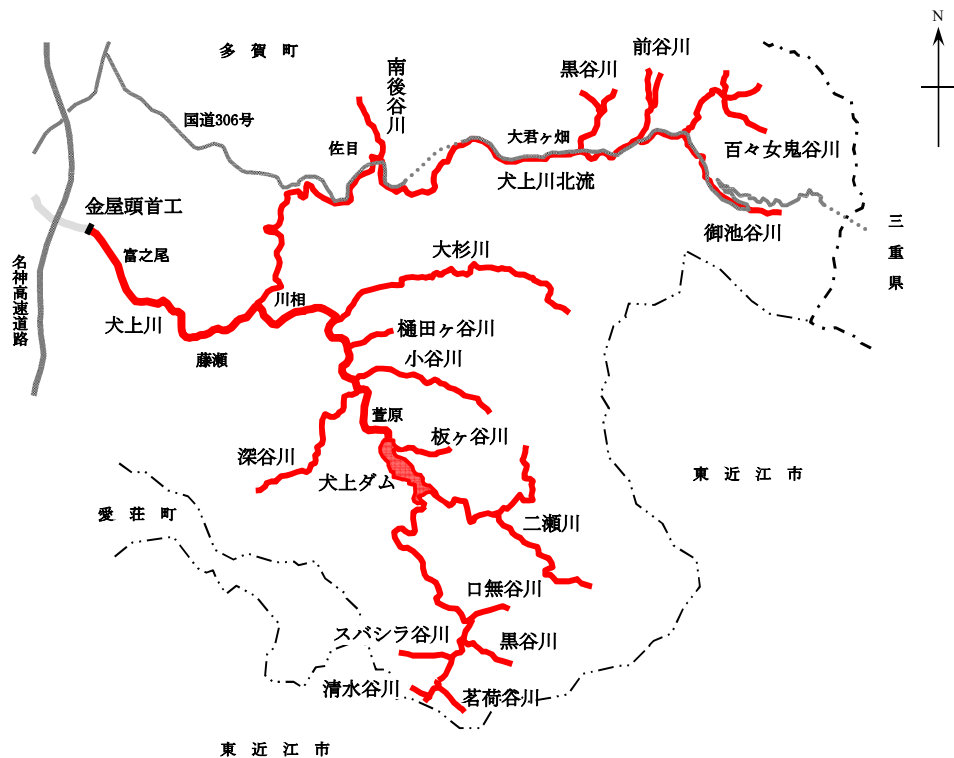 N
多賀町
前谷川
黒谷川
南後谷川
国道306号
大君ヶ畑
佐目
百々女鬼谷川
犬上川北流
金屋頭首工
御池谷川
三重県
富之尾
大杉川
名神高速道路
川相
犬上川
樋田ヶ谷川
藤瀬
小谷川
萱原
板ヶ谷川
深谷川
犬上ダム
東近江市
愛荘町
二瀬川
口無谷川
スバシラ谷川
黒谷川
清水谷川
茗荷谷川
東近江市